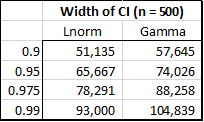 Width of CI (n = 500)
Lnorm Gamma
0.9 51,135 57,645
0.95 65,667 74,026
0.975 78,291 88,258
0.99 93,000 104,839